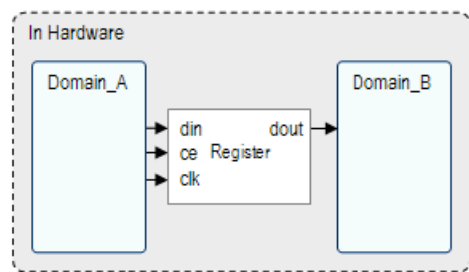 In Hardware
Domain_A
Domain_B
din dout
ce Register
clk